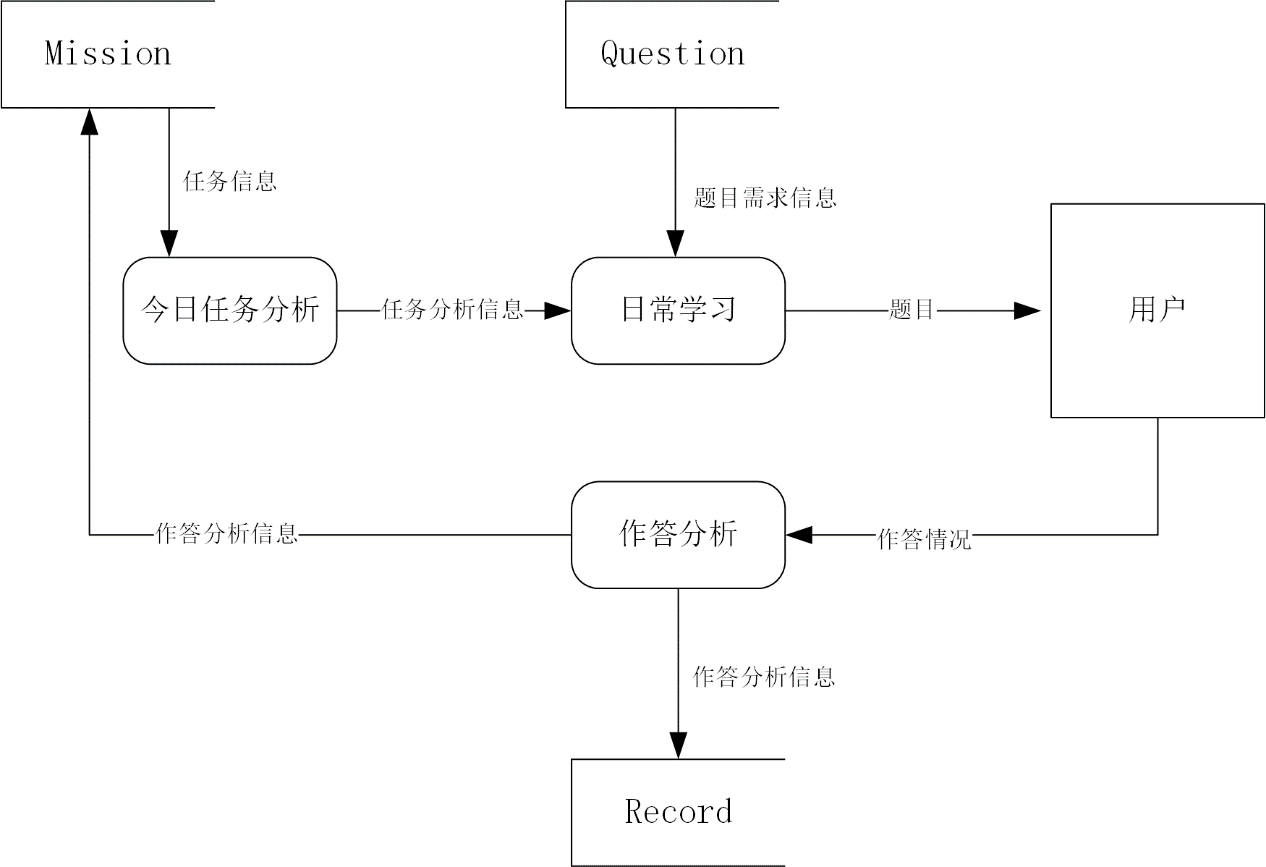 Mission
Question
任务信息
题目需求信息
今日任务分析
任务分析信息
日常学习
题目
用户
作答分析信息
作答分析
作答情况
作答分析信息
Record